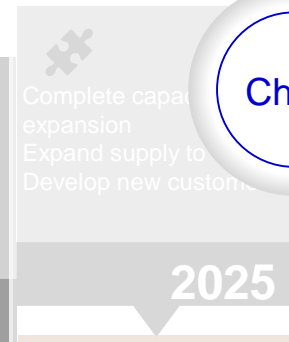 Complete capac
expansion
Expand supply to
Develop new custom
Ch
2025